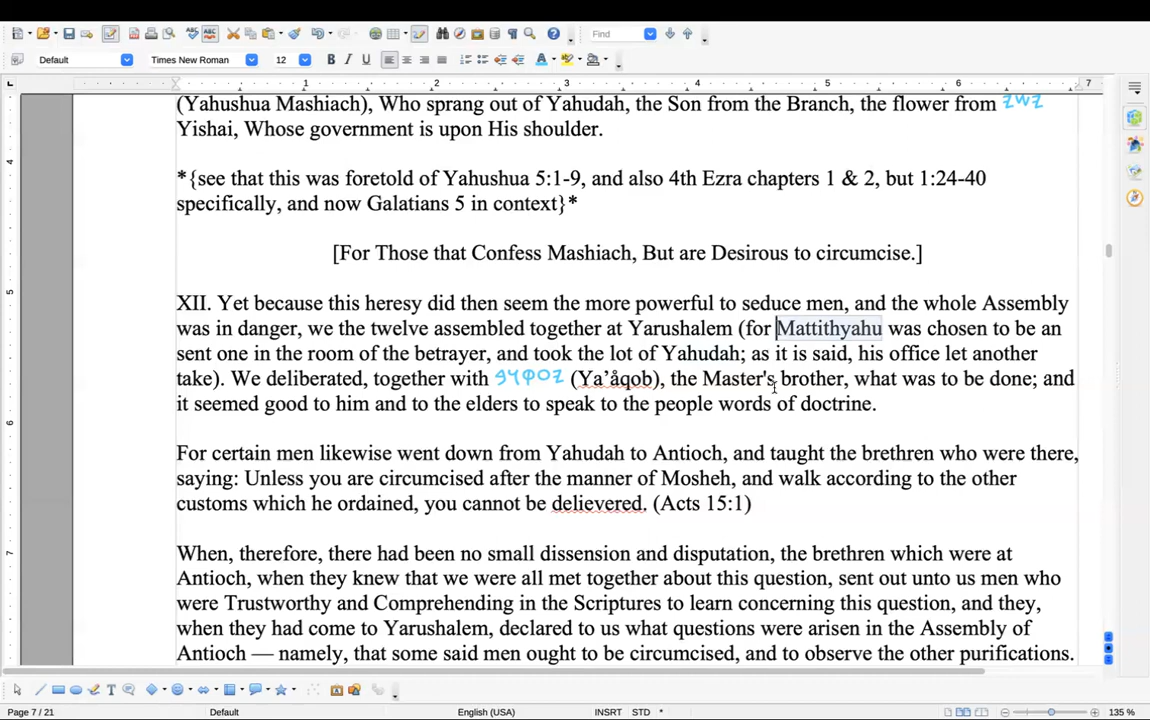 Find
Default
Times New Roman
12
1 2 3 4 5 6 7
(Yahushua Mashiach), Who sprang out of Yahudah, the Son from the Branch, the flower from
Yishai, Whose government is upon His shoulder.
*{see that this was foretold of Yahushua 5:1-9, and also 4th Ezra chapters 1 & 2, but 1:24-40
specifically, and now Galatians 5 in context}*
[For Those that Confess Mashiach, But are Desirous to circumcise.]
XII. Yet because this heresy did then seem the more powerful to seduce men, and the whole Assembly
was in danger, we the twelve assembled together at Yarushalem (for Mattithyahu was chosen to be an
sent one in the room of the betrayer, and took the lot of Yahudah; as it is said, his office let another
take). We deliberated, together with (Ya’åqob), the Master's brother, what was to be done; and
it seemed good to him and to the elders to speak to the people words of doctrine.
For certain men likewise went down from Yahudah to Antioch, and taught the brethren who were there,
saying: Unless you are circumcised after the manner of Mosheh, and walk according to the other
customs which he ordained, you cannot be delievered. (Acts 15:1)
When, therefore, there had been no small dissension and disputation, the brethren which were at
Antioch, when they knew that we were all met together about this question, sent out unto us men who
were Trustworthy and Comprehending in the Scriptures to learn concerning this question, and they,
when they had come to Yarushalem, declared to us what questions were arisen in the Assembly of
Antioch — namely, that some said men ought to be circumcised, and to observe the other purifications.
4
5
6
7
Page 7 / 21
Default
English (USA)
INSRT
STD
*
135 %